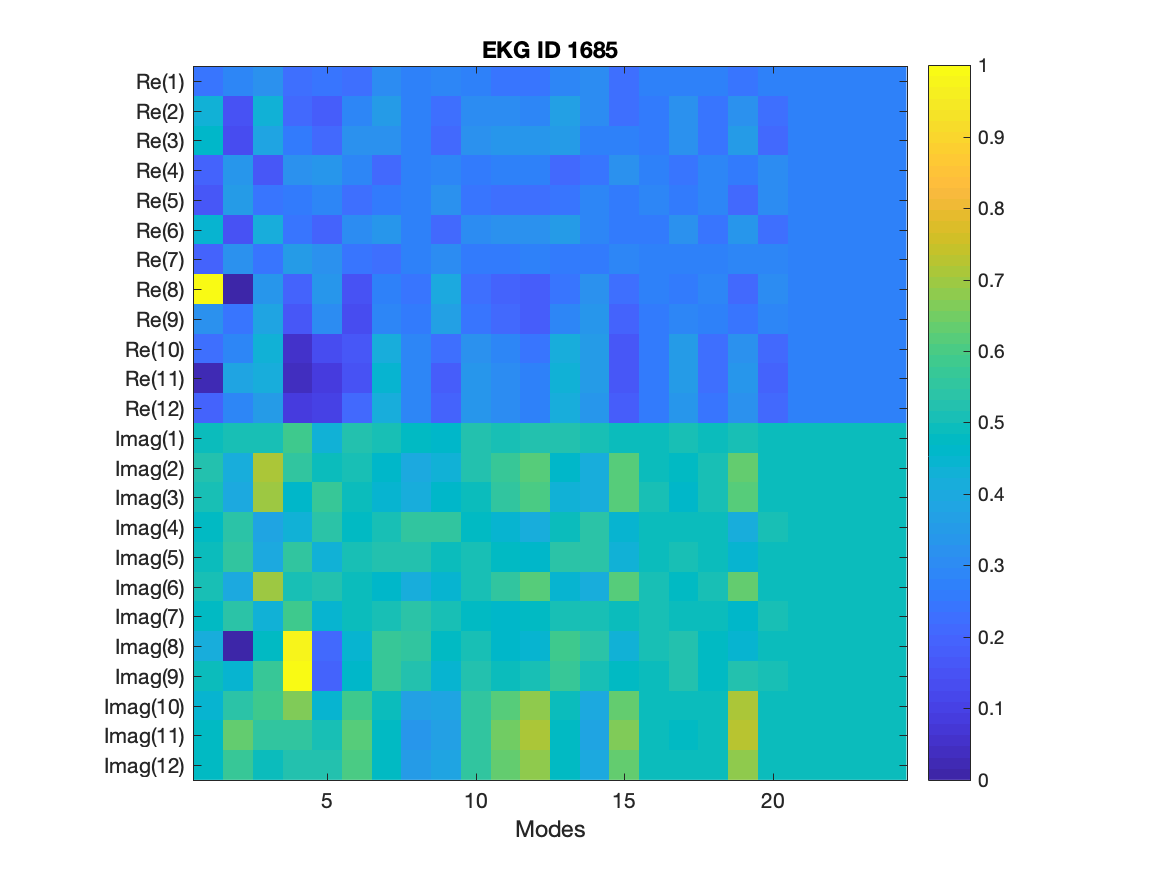 EKG ID 1685
Re(1)
Re(2)
Re(3)
Re(4)
Re(5)
Re(6)
Re(7)
Re(8)
Re(9)
Re(10)
Re(11)
Re(12)
Imag(1)
Imag(2)
Imag(3)
Imag(4)
Imag(5)
Imag(6)
Imag(7)
Imag(8)
Imag(9)
Imag(10)
Imag(11)
Imag(12)
5 10 15 20
Modes
1
0.9
0.8
0.7
0.6
0.5
0.4
0.3
0.2
0.1
0